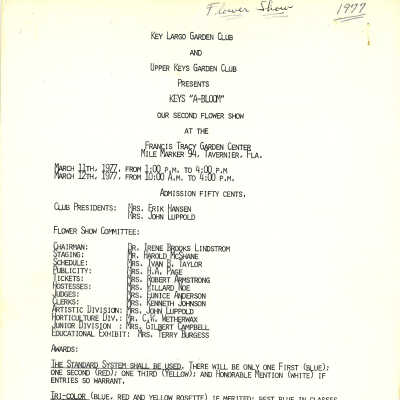 Flower Show 1977
KEY LARGO GARDEN CLUB
AND
UPPER KEYS GARDEN CLUB
PRESENTS
KEYS "A-BLOOM"
OUR SECOND FLOWER SHOW
AT THE
FRANCIS TRACY GARDEN CENTER
MILE MARKER 94, TAVERNIER, FLA.
MARCH 11TH, 1977, FROM 1:00 P.M. TO 4:00 P.M.
MARCH 12TH, 1977, FROM 10:00 A.M. TO 4:00 P.M.
ADMISSION FIFTY CENTS.
CLUB PRESIDENTS: MRS. ERIK HANSEN
MRS. JOHN LUPPOLD
FLOWER SHOW COMMITTEE:
CHAIRMAN: DR. IRENE BROOKS LINDSTROM
STAGING: MR. HAROLD MCSHANE
SCHEDULE: MRS. IVAN B. TAYLOR
PUBLICITY: MRS. H.A. PAGE
TICKETS: MRS. ROBERT ARMSTRONG
HOSTESSES: MRS. MILLARD NOE
JUDGES: MRS. EUNICE ANDERSON
CLERKS: MRS. KENNETH JOHNSON
ARTISTIC DIVISION: MRS. JOHN LUPPOLD
HORTICULTURE DIV.: MR. C.W. WETHERWAX
JUNIOR DIVISION : MRS. GILBERT CAMPBELL
EDUCATIONAL EXHIBIT: MRS. TERRY BURGESS
AWARDS:
THE STANDARD SYSTEM SHALL BE USED. THERE WILL BE ONLY ONE FIRST (BLUE);
ONE SECOND (RED); ONE THIRD (YELLOW); AND HONORABLE MENTION (WHITE) IF
ENTRIES SO WARRANT.
TRI-COLOR (BLUE, RED AND YELLOW ROSETTE) IF MERITED; BEST BLUE IN CLASSES